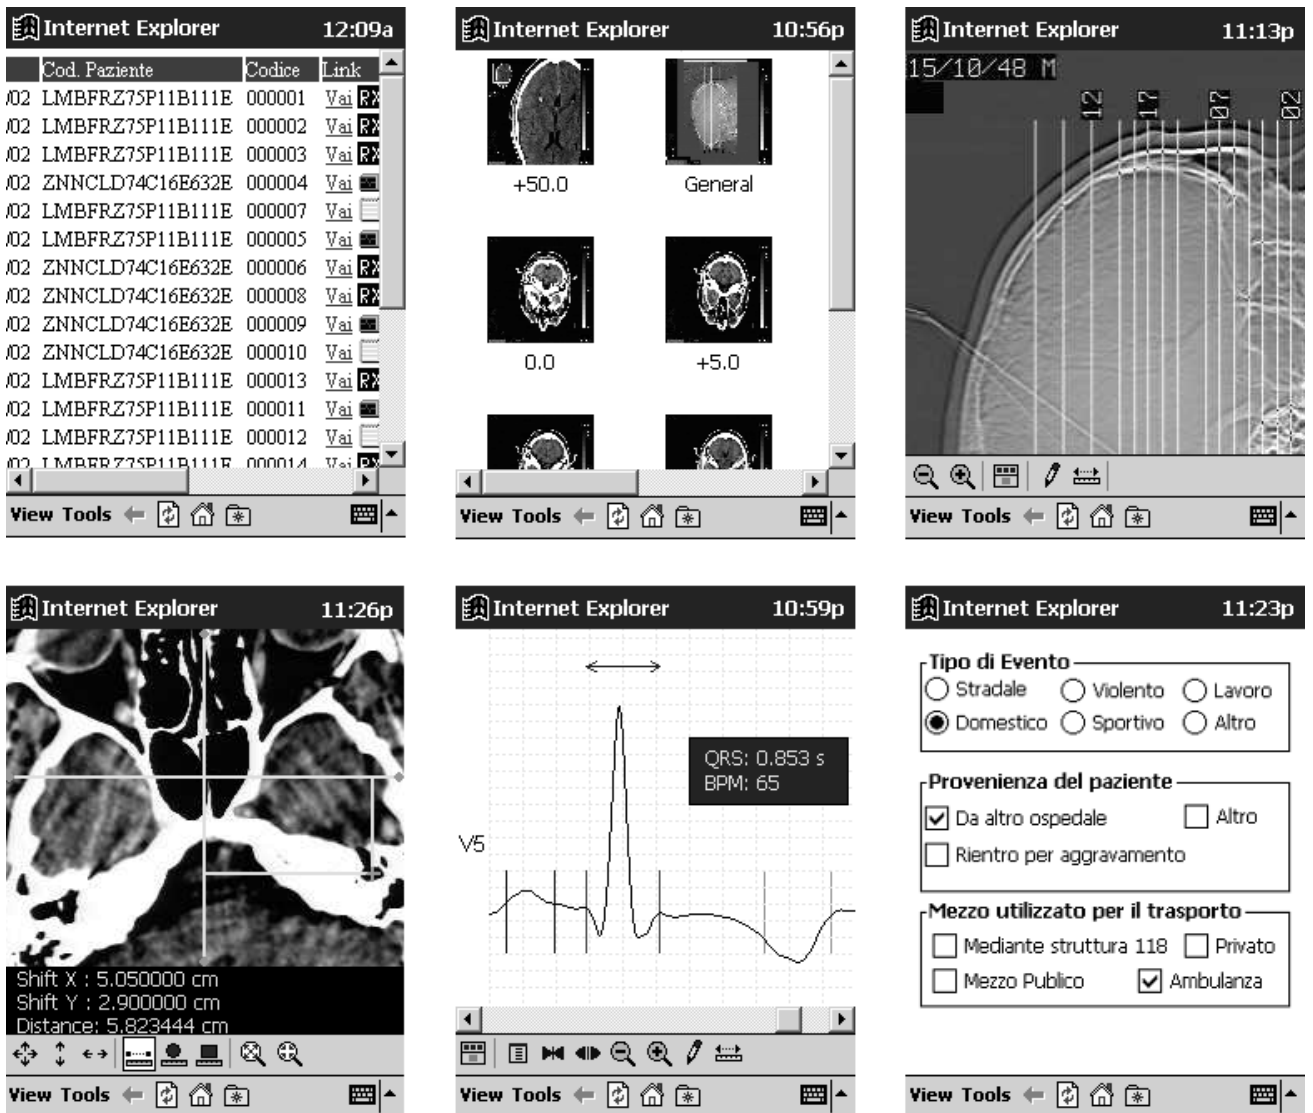 Internet Explorer 12:09a
Cod. Paziente Codice Link
/02 LMBFRZ75P11B111E 000001 Vai RX
/02 LMBFRZ75P11B111E 000002 Vai RX
/02 LMBFRZ75P11B111E 000003 Vai RX
/02 ZNNCLD74C16E632E 000004 Vai
/02 LMBFRZ75P11B111E 000007 Vai
/02 LMBFRZ75P11B111E 000005 Vai
/02 ZNNCLD74C16E632E 000006 Vai RX
/02 ZNNCLD74C16E632E 000008 Vai RX
/02 ZNNCLD74C16E632E 000009 Vai
/02 ZNNCLD74C16E632E 000010 Vai
/02 LMBFRZ75P11B111E 000013 Vai RX
/02 LMBFRZ75P11B111E 000011 Vai
/02 LMBFRZ75P11B111E 000012 Vai
/02 LMBFRZ75P11B111E 000014 Vai RX
View Tools
Internet Explorer 10:56p
+50.0 General
0.0 +5.0
View Tools
Internet Explorer 11:13p
15/10/48 M
12 17 07 02
View Tools
Internet Explorer 11:26p
Shift X : 5.050000 cm
Shift Y : 2.900000 cm
Distance: 5.823444 cm
View Tools
Internet Explorer 10:59p
QRS: 0.853 s
BPM: 65
V5
View Tools
Internet Explorer 11:23p
Tipo di Evento
Stradale Violento Lavoro
Domestico Sportivo Altro
Provenienza del paziente
Da altro ospedale Altro
Rientro per aggravamento
Mezzo utilizzato per il trasporto
Mediante struttura 118 Privato
Mezzo Publico Ambulanza
View Tools